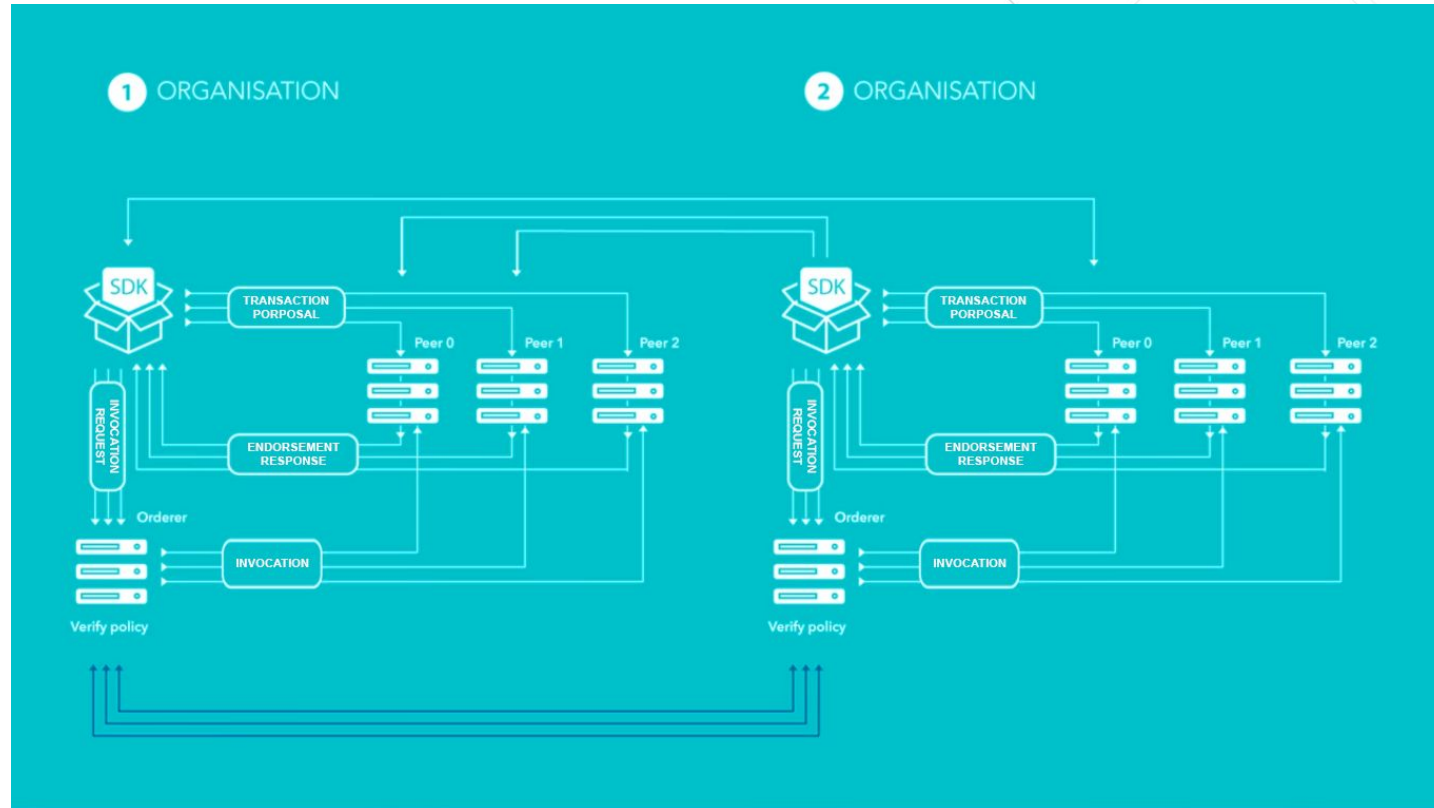 1 ORGANISATION
2 ORGANISATION
SDK
TRANSACTION
PORPOSAL
Peer 0
Peer 1
Peer 2
INVOCATION
REQUEST
ENDORSEMENT
RESPONSE
Orderer
INVOCATION
Verify policy
SDK
TRANSACTION
PORPOSAL
Peer 0
Peer 1
Peer 2
INVOCATION
REQUEST
ENDORSEMENT
RESPONSE
Orderer
INVOCATION
Verify policy